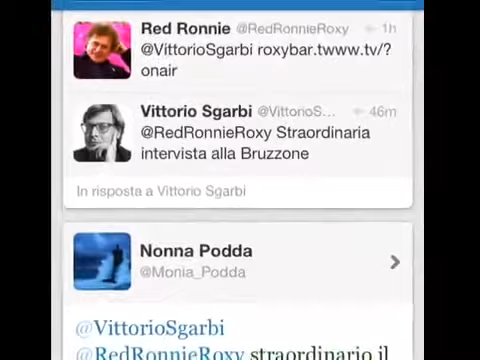 Red Ronnie @RedRonnieRoxy 1h
@VittorioSgarbi roxybar.twww.tv/?
onair
Vittorio Sgarbi @VittorioS... 46m
@RedRonnieRoxy Straordinaria
intervista alla Bruzzone
In risposta a Vittorio Sgarbi
Nonna Podda
@Monia_Podda
@VittorioSgarbi
@RedRonnieRoxy straordinario il